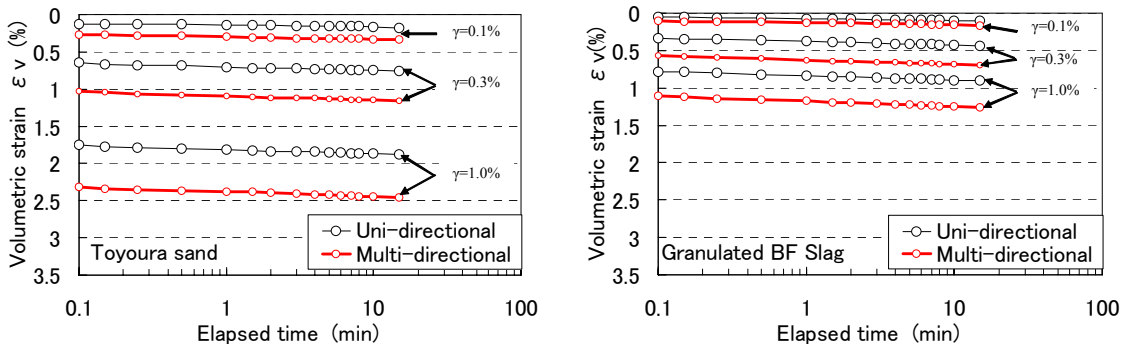 Volumetric strain ε v (%)
0
0.5
1
1.5
2
2.5
3
3.5
γ=0.1%
γ=0.3%
γ=1.0%
Toyoura sand
Uni-directional
Multi-directional
0.1
1
10
100
Elapsed time (min)
Volumetric strain ε v(%)
0
0.5
1
1.5
2
2.5
3
3.5
γ=0.1%
γ=0.3%
γ=1.0%
Granulated BF Slag
Uni-directional
Multi-directional
0.1
1
10
100
Elapsed time (min)